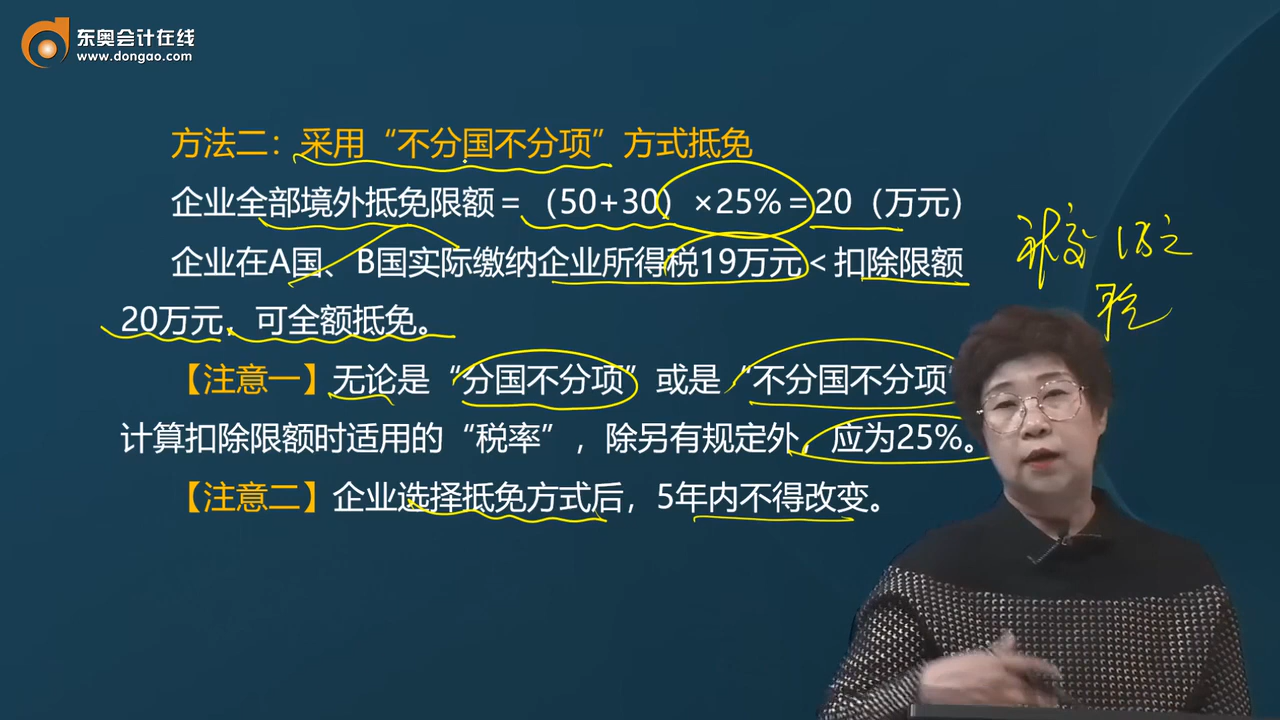 东奥会计在线
www.dongao.com
方法二：采用“不分国不分项”方式抵免
企业全部境外抵免限额＝（50+30）×25%＝20（万元）
企业在A国、B国实际缴纳企业所得税19万元＜扣除限额
20万元，可全额抵免。
【注意一】无论是“分国不分项”或是“不分国不分项”
计算扣除限额时适用的“税率”，除另有规定外，应为25%。
【注意二】企业选择抵免方式后，5年内不得改变。